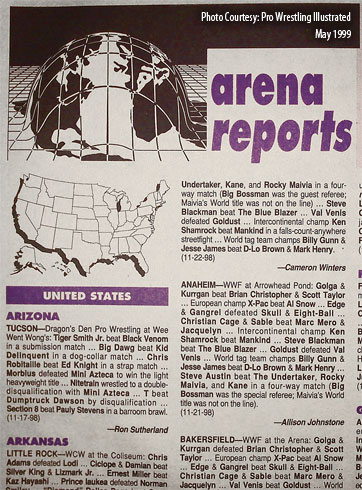 Photo Courtesy: Pro Wrestling Illustrated
May 1999
arena
reports
UNITED STATES
ARIZONA
TUCSON—Dragon's Den Pro Wrestling at Wee
Went Wong's: Tiger Smith Jr. beat Black Venom
in a submission match ... Big Dawg beat Kid
Delinquent in a dog-collar match ... Chris
Robitaille beat Ed Knight in a strap match ...
Morbius defeated Mini Azteca to win the light
heavyweight title ... Nitetrain wrestled to a double-
disqualification with Mini Azteca ... T beat
Dumptruck Dawson by disqualification ...
Section 8 beat Pauly Stevens in a barroom brawl.
(11-17-98)
—Ron Sutherland
ARKANSAS
LITTLE ROCK—WCW at the Coliseum: Chris
Adams defeated Lodi ... Ciclope & Damian beat
Silver King & Lizmark Jr. ... Ernest Miller beat
Kaz Hayashi ... Prince Iaukea defeated Norman
Undertaker, Kane, and Rocky Maivia in a four-
way match (Big Bossman was the guest referee;
Maivia's World title was not on the line) ... Steve
Blackman beat The Blue Blazer ... Val Venis
defeated Goldust ... Intercontinental champ Ken
Shamrock beat Mankind in a falls-count-anywhere
streetfight ... World tag team champs Billy Gunn &
Jesse James beat D-Lo Brown & Mark Henry. ...
(11-22-98)
—Cameron Winters
ANAHEIM—WWF at Arrowhead Pond: Golga &
Kurrgan beat Brian Christopher & Scott Taylor
... European champ X-Pac beat Al Snow ... Edge
& Gangrel defeated Skull & Eight-Ball ...
Christian Cage & Sable beat Marc Mero &
Jacquelyn ... Intercontinental champ Ken
Shamrock beat Mankind ... Steve Blackman
beat The Blue Blazer ... Goldust defeated Val
Venis ... World tag team champs Billy Gunn &
Jesse James beat D-Lo Brown & Mark Henry ...
Steve Austin beat The Undertaker, Rocky
Maivia, and Kane in a four-way match (Big
Bossman was the special referee; Maivia's World
title was not on the line).
(11-21-98)
—Allison Johnstone
BAKERSFIELD—WWF at the Arena: Golga &
Kurrgan defeated Brian Christopher & Scott
Taylor ... European champ X-Pac beat Al Snow
... Edge & Gangrel beat Skull & Eight-Ball ...
Christian Cage & Sable beat Marc Mero &
Jacquelyn ... Val Venis beat Goldust ... World